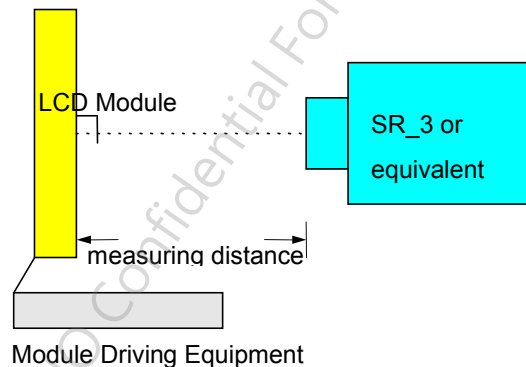 LCD Module
SR_3 or
equivalent
measuring distance
Module Driving Equipment
Confidential For